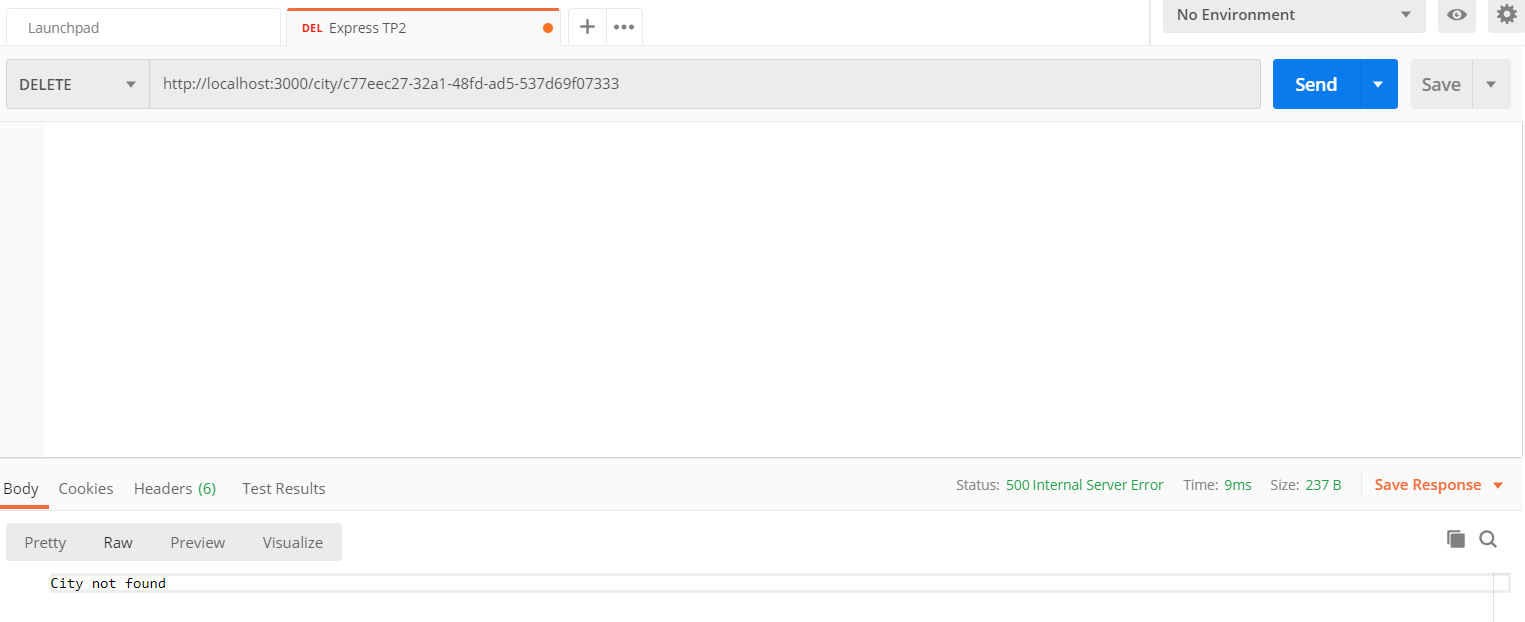 Launchpad
DEL Express TP2
No Environment
DELETE
http://localhost:3000/city/c77eec27-32a1-48fd-ad5-537d69f07333
Send
Save
Body Cookies Headers (6) Test Results
Status: 500 Internal Server Error Time: 9ms Size: 237 B Save Response
Pretty Raw Preview Visualize
City not found